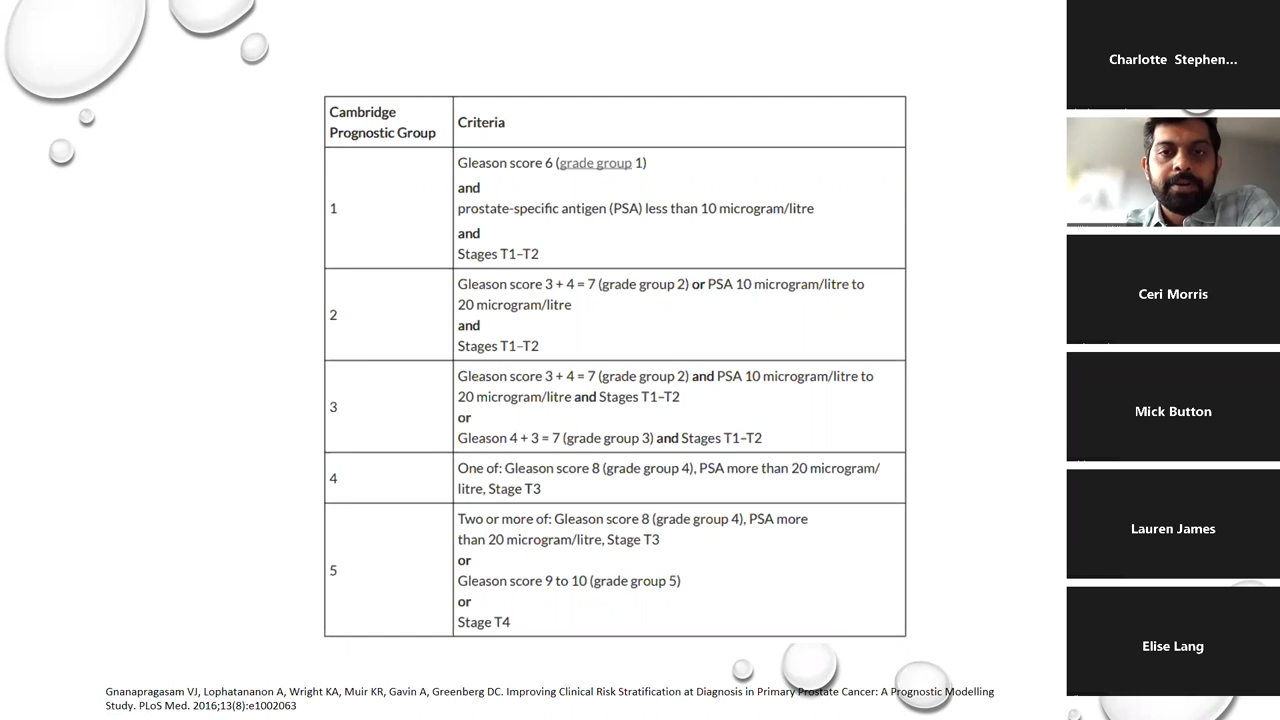 Cambridge
Prognostic Group
Criteria
1
Gleason score 6 (grade group 1)
and
prostate-specific antigen (PSA) less than 10 microgram/litre
and
Stages T1–T2
2
Gleason score 3 + 4 = 7 (grade group 2) or PSA 10 microgram/litre to
20 microgram/litre
and
Stages T1–T2
3
Gleason score 3 + 4 = 7 (grade group 2) and PSA 10 microgram/litre to
20 microgram/litre and Stages T1–T2
or
Gleason 4 + 3 = 7 (grade group 3) and Stages T1–T2
4
One of: Gleason score 8 (grade group 4), PSA more than 20 microgram/
litre, Stage T3
5
Two or more of: Gleason score 8 (grade group 4), PSA more
than 20 microgram/litre, Stage T3
or
Gleason score 9 to 10 (grade group 5)
or
Stage T4
Gnanapragasam VJ, Lophatananon A, Wright KA, Muir KR, Gavin A, Greenberg DC. Improving Clinical Risk Stratification at Diagnosis in Primary Prostate Cancer: A Prognostic Modelling
Study. PLoS Med. 2016;13(8):e1002063
Charlotte Stephen...
Ceri Morris
Mick Button
Lauren James
Elise Lang